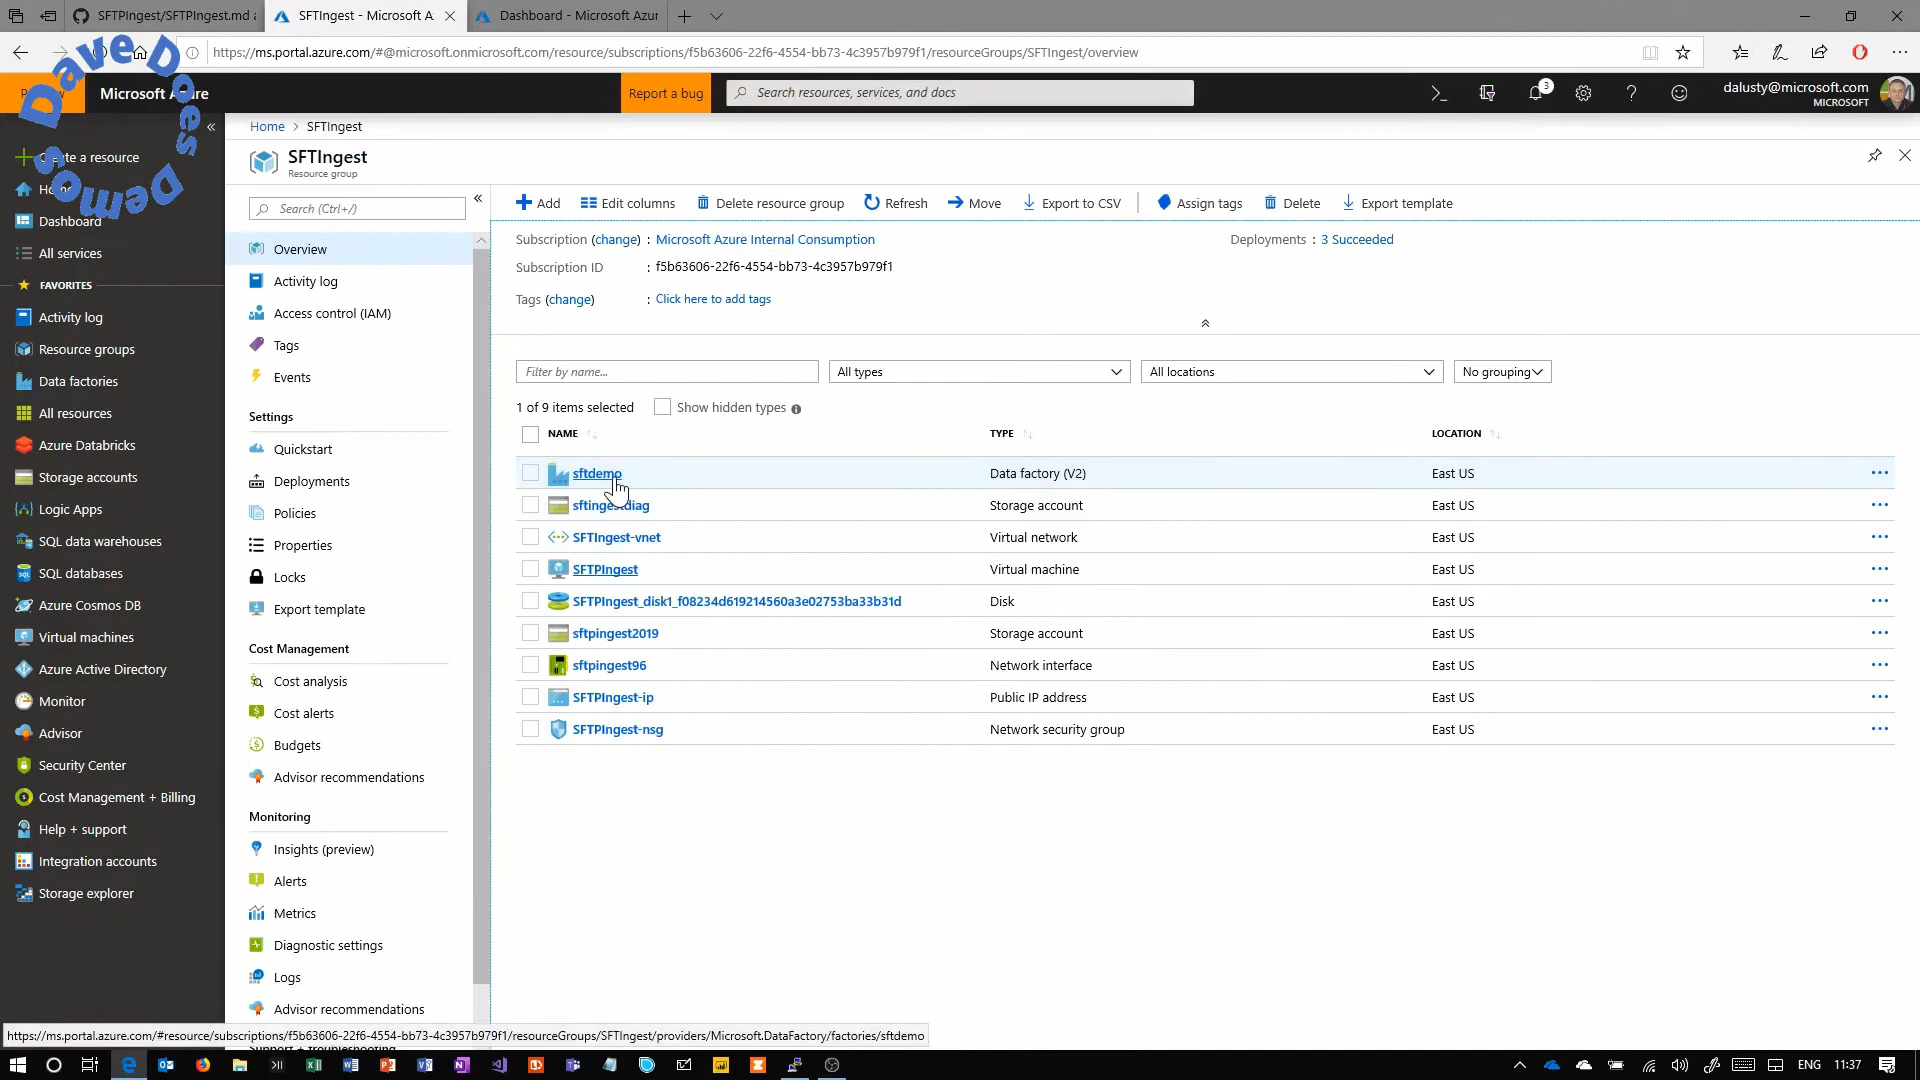 SFTPIngest/SFTPIngest.md
SFTIngest - Microsoft A
Dashboard - Microsoft Azur
https://ms.portal.azure.com/#@microsoft.onmicrosoft.com/resource/subscriptions/f5b63606-22f6-4554-bb73-4c3957b979f1/resourceGroups/SFTIngest/overview
Dave Does Demos
Microsoft Azure
Report a bug
Search resources, services, and docs
3
dalusty@microsoft.com
MICROSOFT
Create a resource
Home
Dashboard
All services
FAVORITES
Activity log
Resource groups
Data factories
All resources
Azure Databricks
Storage accounts
Logic Apps
SQL data warehouses
SQL databases
Azure Cosmos DB
Virtual machines
Azure Active Directory
Monitor
Advisor
Security Center
Cost Management + Billing
Help + support
Integration accounts
Storage explorer
Home > SFTIngest
SFTIngest
Resource group
Search (Ctrl+/)
Overview
Activity log
Access control (IAM)
Tags
Events
Settings
Quickstart
Deployments
Policies
Properties
Locks
Export template
Cost Management
Cost analysis
Cost alerts
Budgets
Advisor recommendations
Monitoring
Insights (preview)
Alerts
Metrics
Diagnostic settings
Logs
Advisor recommendations
Add
Edit columns
Delete resource group
Refresh
Move
Export to CSV
Assign tags
Delete
Export template
Subscription (change) : Microsoft Azure Internal Consumption
Deployments : 3 Succeeded
Subscription ID : f5b63606-22f6-4554-bb73-4c3957b979f1
Tags (change) : Click here to add tags
Filter by name...
All types
All locations
No grouping
1 of 9 items selected
Show hidden types
NAME TYPE LOCATION
sftdemo Data factory (V2) East US
sftingestdiag Storage account East US
SFTIngest-vnet Virtual network East US
SFTPIngest Virtual machine East US
SFTPIngest_disk1_f08234d619214560a3e02753ba33b31d Disk East US
sftpingest2019 Storage account East US
sftpingest96 Network interface East US
SFTPIngest-ip Public IP address East US
SFTPIngest-nsg Network security group East US
https://ms.portal.azure.com/#resource/subscriptions/f5b63606-22f6-4554-bb73-4c3957b979f1/resourceGroups/SFTIngest/providers/Microsoft.DataFactory/factories/sftdemo
ENG
11:37